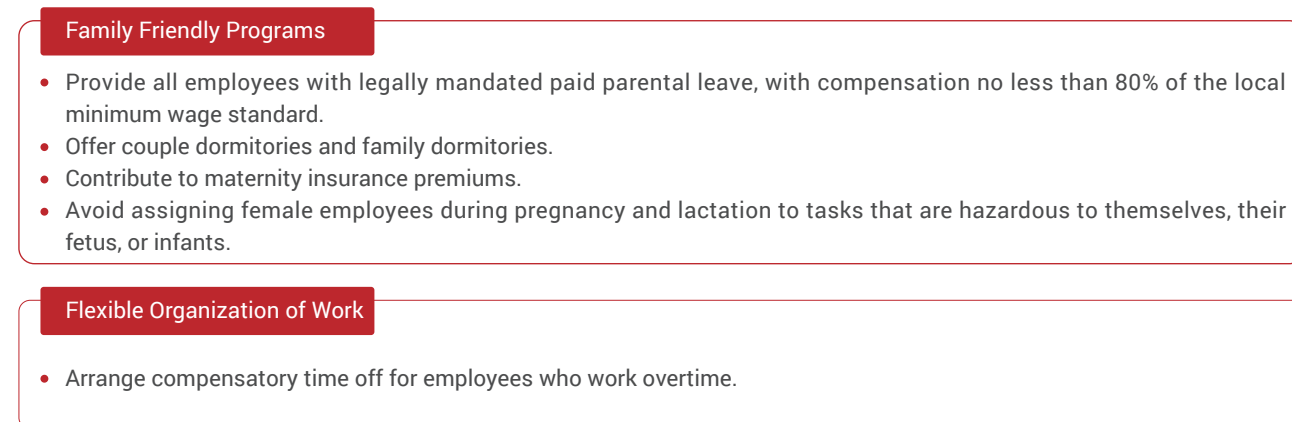 Family Friendly Programs
• Provide all employees with legally mandated paid parental leave, with compensation no less than 80% of the local
minimum wage standard.
• Offer couple dormitories and family dormitories.
• Contribute to maternity insurance premiums.
• Avoid assigning female employees during pregnancy and lactation to tasks that are hazardous to themselves, their
fetus, or infants.
Flexible Organization of Work
• Arrange compensatory time off for employees who work overtime.